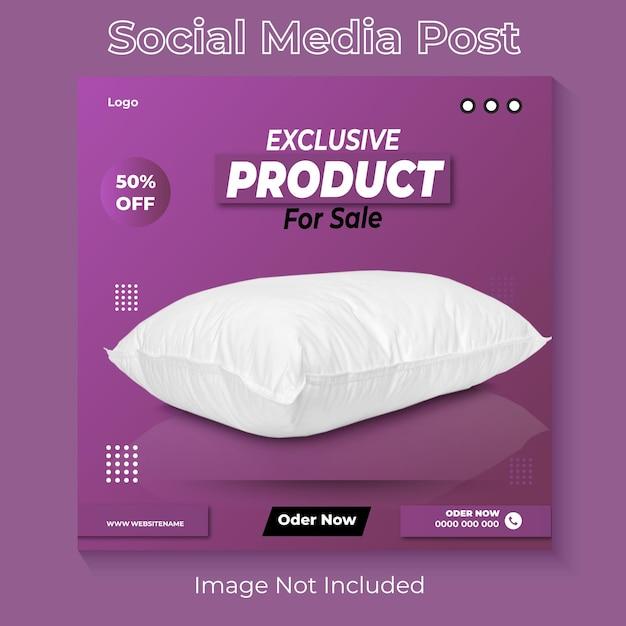 Social Media Post
Logo
EXCLUSIVE
PRODUCT
For Sale
50%
OFF
WWW.WEBSITENAME
Oder Now
ODER NOW
0000 000 000
Image Not Included